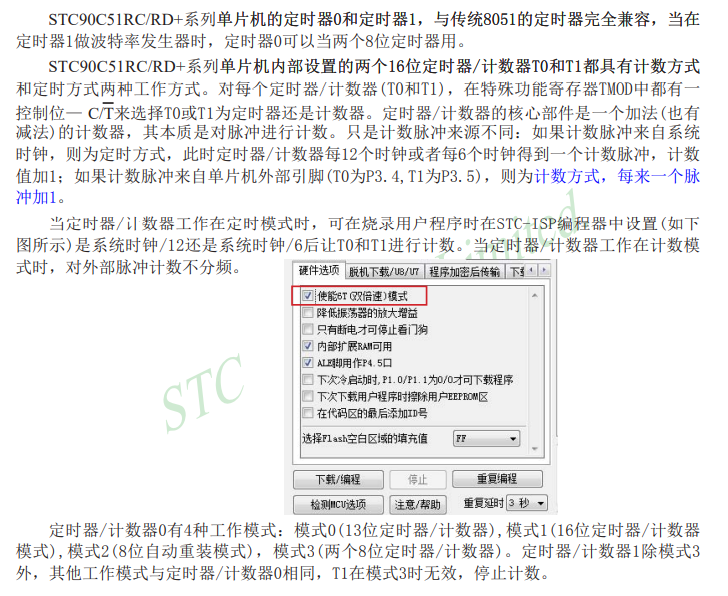 STC90C51RC/RD+系列单片机的定时器0和定时器1，与传统8051的定时器完全兼容，当在
定时器1做波特率发生器时，定时器0可以当两个8位定时器用。
STC90C51RC/RD+系列单片机内部设置的两个16位定时器/计数器T0和T1都具有计数方式
和定时方式两种工作方式。对每个定时器/计数器(T0和T1)，在特殊功能寄存器TMOD中都有一
控制位— C/T̅来选择T0或T1为定时器还是计数器。定时器/计数器的核心部件是一个加法(也有
减法)的计数器，其本质是对脉冲进行计数。只是计数脉冲来源不同：如果计数脉冲来自系统
时钟，则为定时方式，此时定时器/计数器每12个时钟或者每6个时钟得到一个计数脉冲，计数
值加1；如果计数脉冲来自单片机外部引脚(T0为P3.4,T1为P3.5)，则为计数方式，每来一个脉
冲加1。
当定时器/计数器工作在定时模式时，可在烧录用户程序时在STC-ISP编程器中设置(如下
图所示)是系统时钟/12还是系统时钟/6后让T0和T1进行计数。当定时器/计数器工作在计数模
式时，对外部脉冲计数不分频。
硬件选项 脱机下载/U8/U7 程序加密后传输
使能6T(双倍速)模式
降低振荡器的放大增益
只有断电才可停止看门狗
内部扩展RAM可用
ALE脚用作P4.5口
下次冷启动时,P1.0/P1.1为0/0才可下载程序
下次下载用户程序时擦除用户EEPROM区
在代码区的最后添加ID号
选择Flash空白区域的填充值 FF
下载/编程 停止 重复编程
检测MCU选项 注意/帮助 重复延时 3 秒
STC
定时器/计数器0有4种工作模式：模式0(13位定时器/计数器),模式1(16位定时器/计数器
模式),模式2(8位自动重装模式)，模式3(两个8位定时器/计数器)。定时器/计数器1除模式3
外，其他工作模式与定时器/计数器0相同，T1在模式3时无效，停止计数。